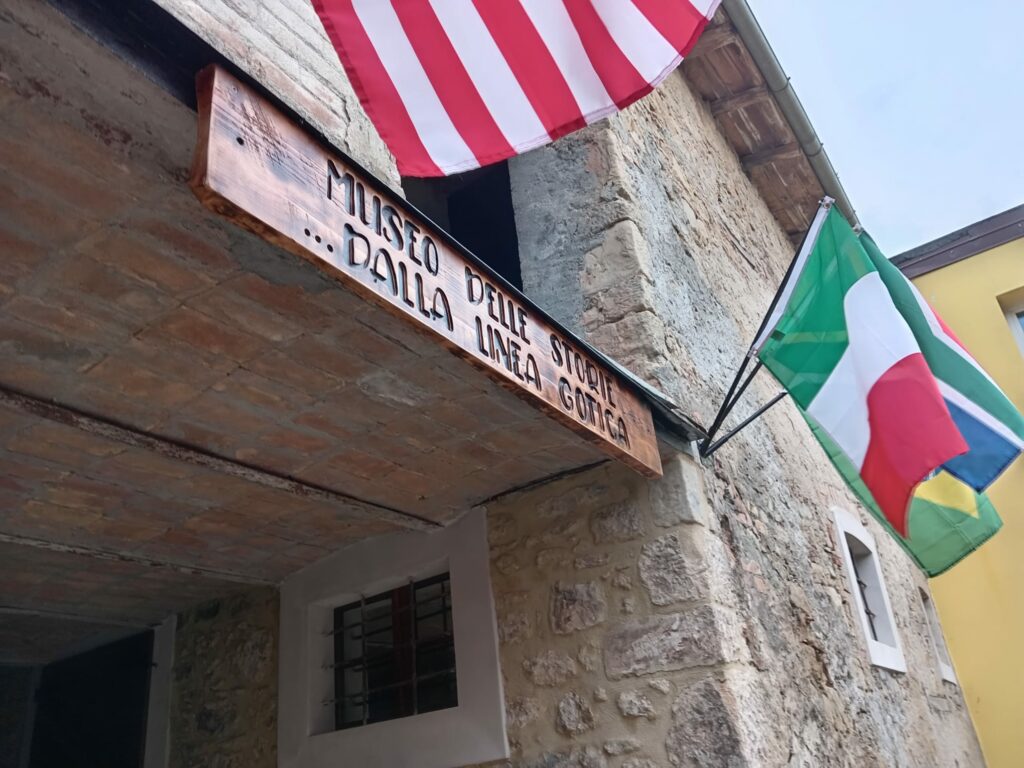 MUSEO DELLE STORIE
... DALLA LINEA GOTICA